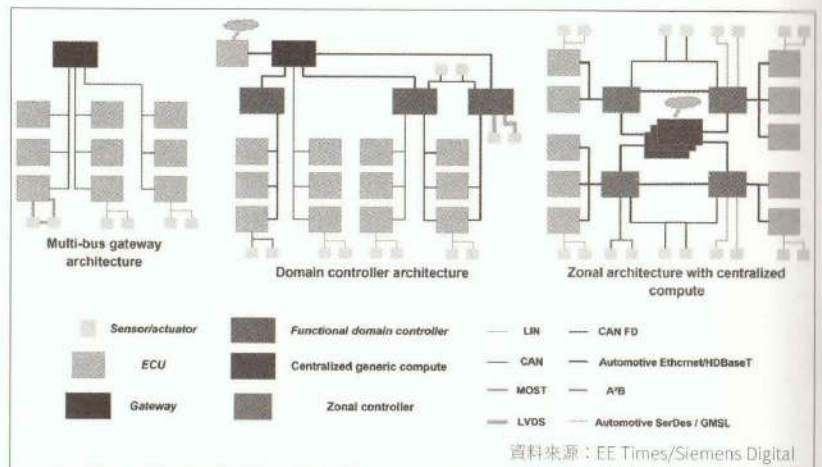 Multi-bus gateway
architecture
Domain controller architecture
Zonal architecture with centralized
compute
Sensor/actuator
ECU
Gateway
Functional domain controller
Centralized generic compute
Zonal controller
LIN
CAN
MOST
LVDS
CAN FD
Automotive Ethernet/HDBaseT
A²B
Automotive SerDes / GMSL
資料來源：EE Times/Siemens Digital